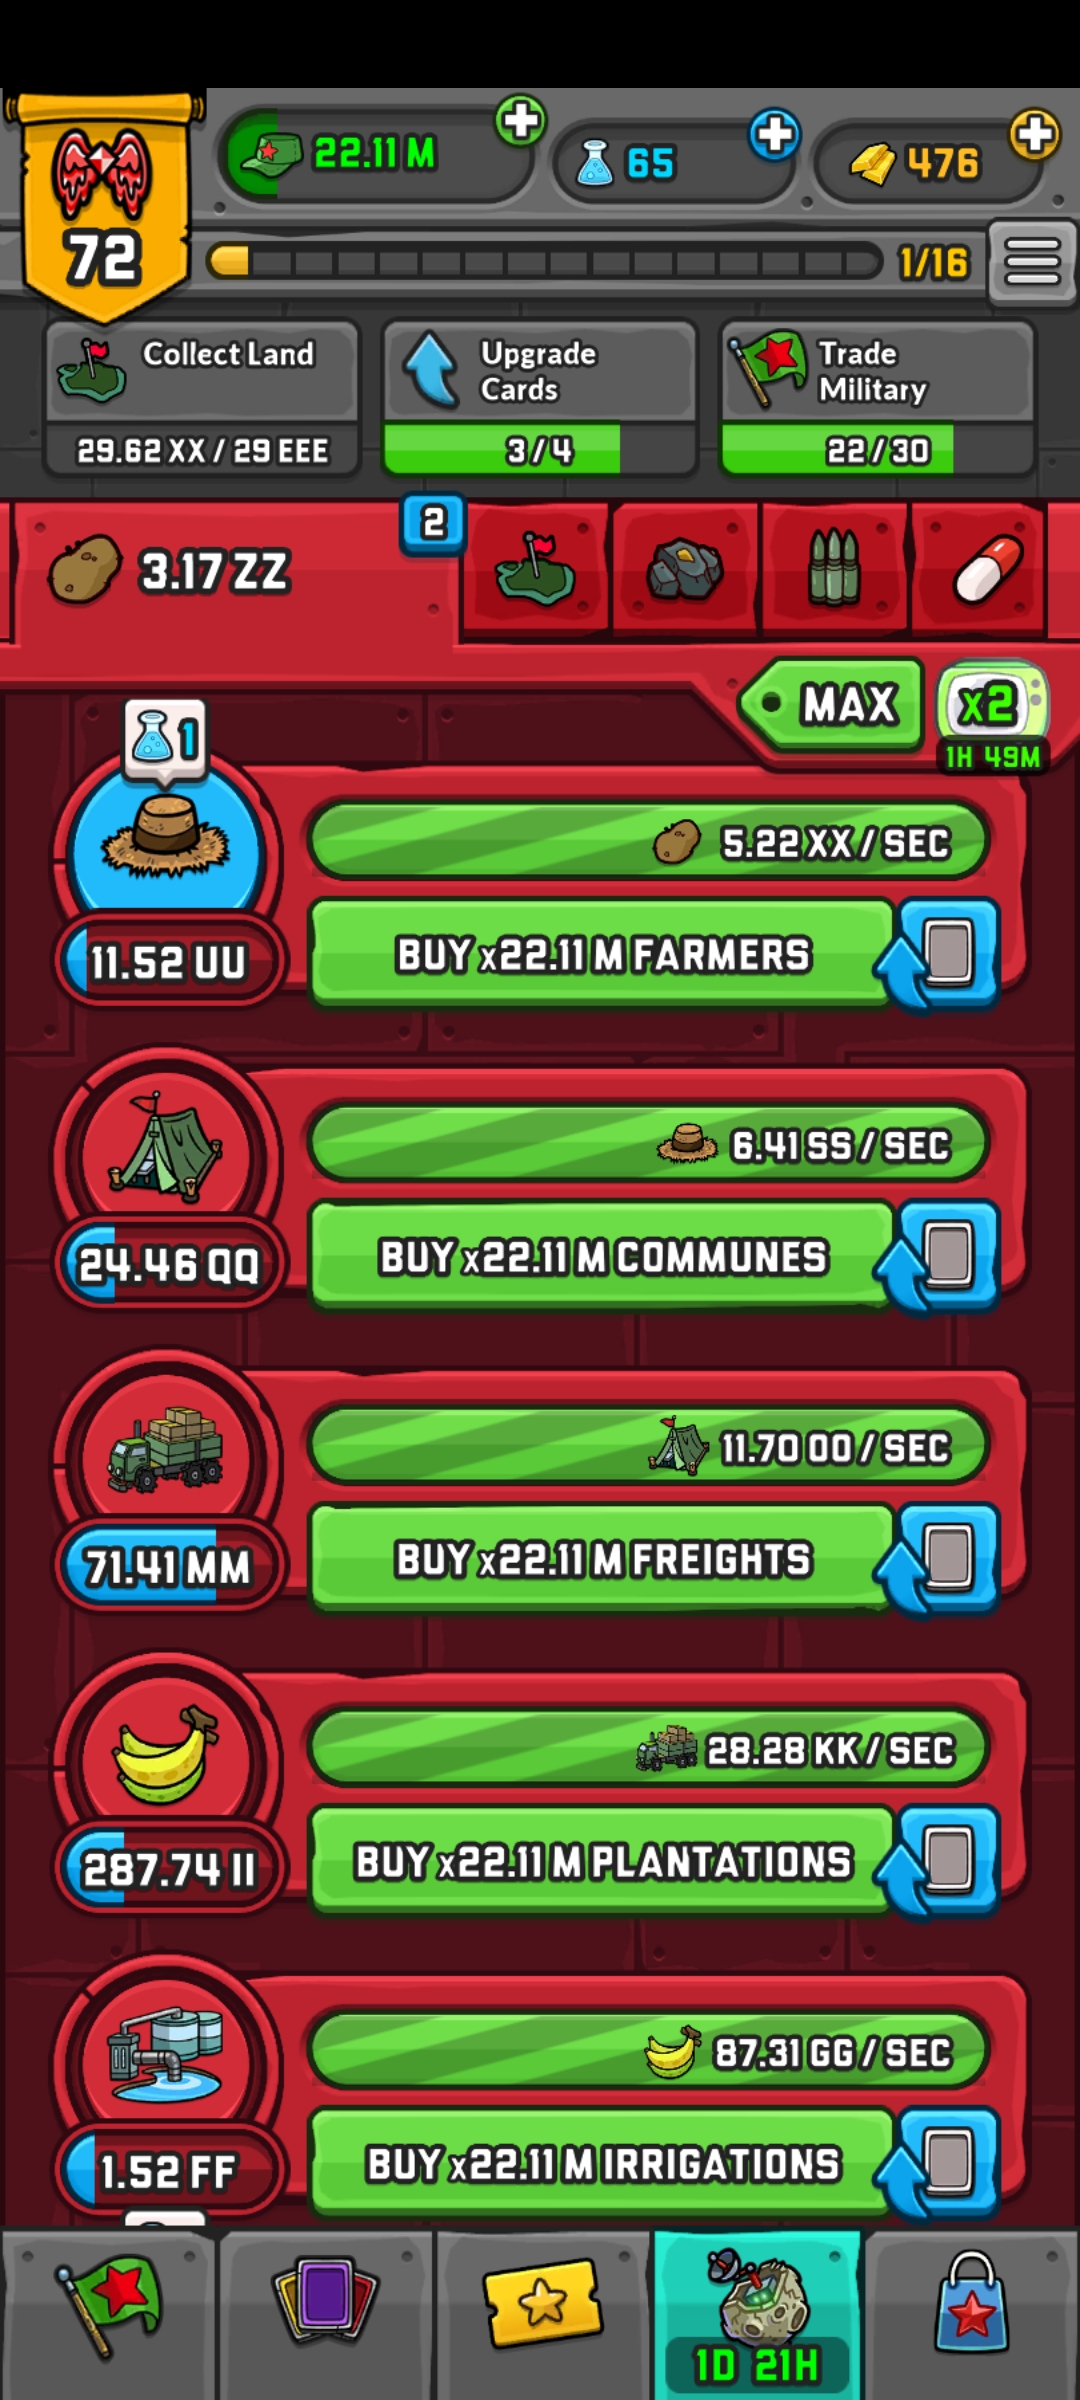 22.11 M
65
476
72
1/16
Collect Land
29.62 XX / 29 EEE
Upgrade
Cards
3/4
Trade
Military
22/30
3.17 ZZ
2
MAX
x2
1H 49M
1
5.22 XX / SEC
11.52 UU
BUY x22.11 M FARMERS
6.41 SS / SEC
24.46 QQ
BUY x22.11 M COMMUNES
11.70 OO / SEC
71.41 MM
BUY x22.11 M FREIGHTS
28.28 KK / SEC
287.74 II
BUY x22.11 M PLANTATIONS
87.31 GG / SEC
1.52 FF
BUY x22.11 M IRRIGATIONS
1D 21H